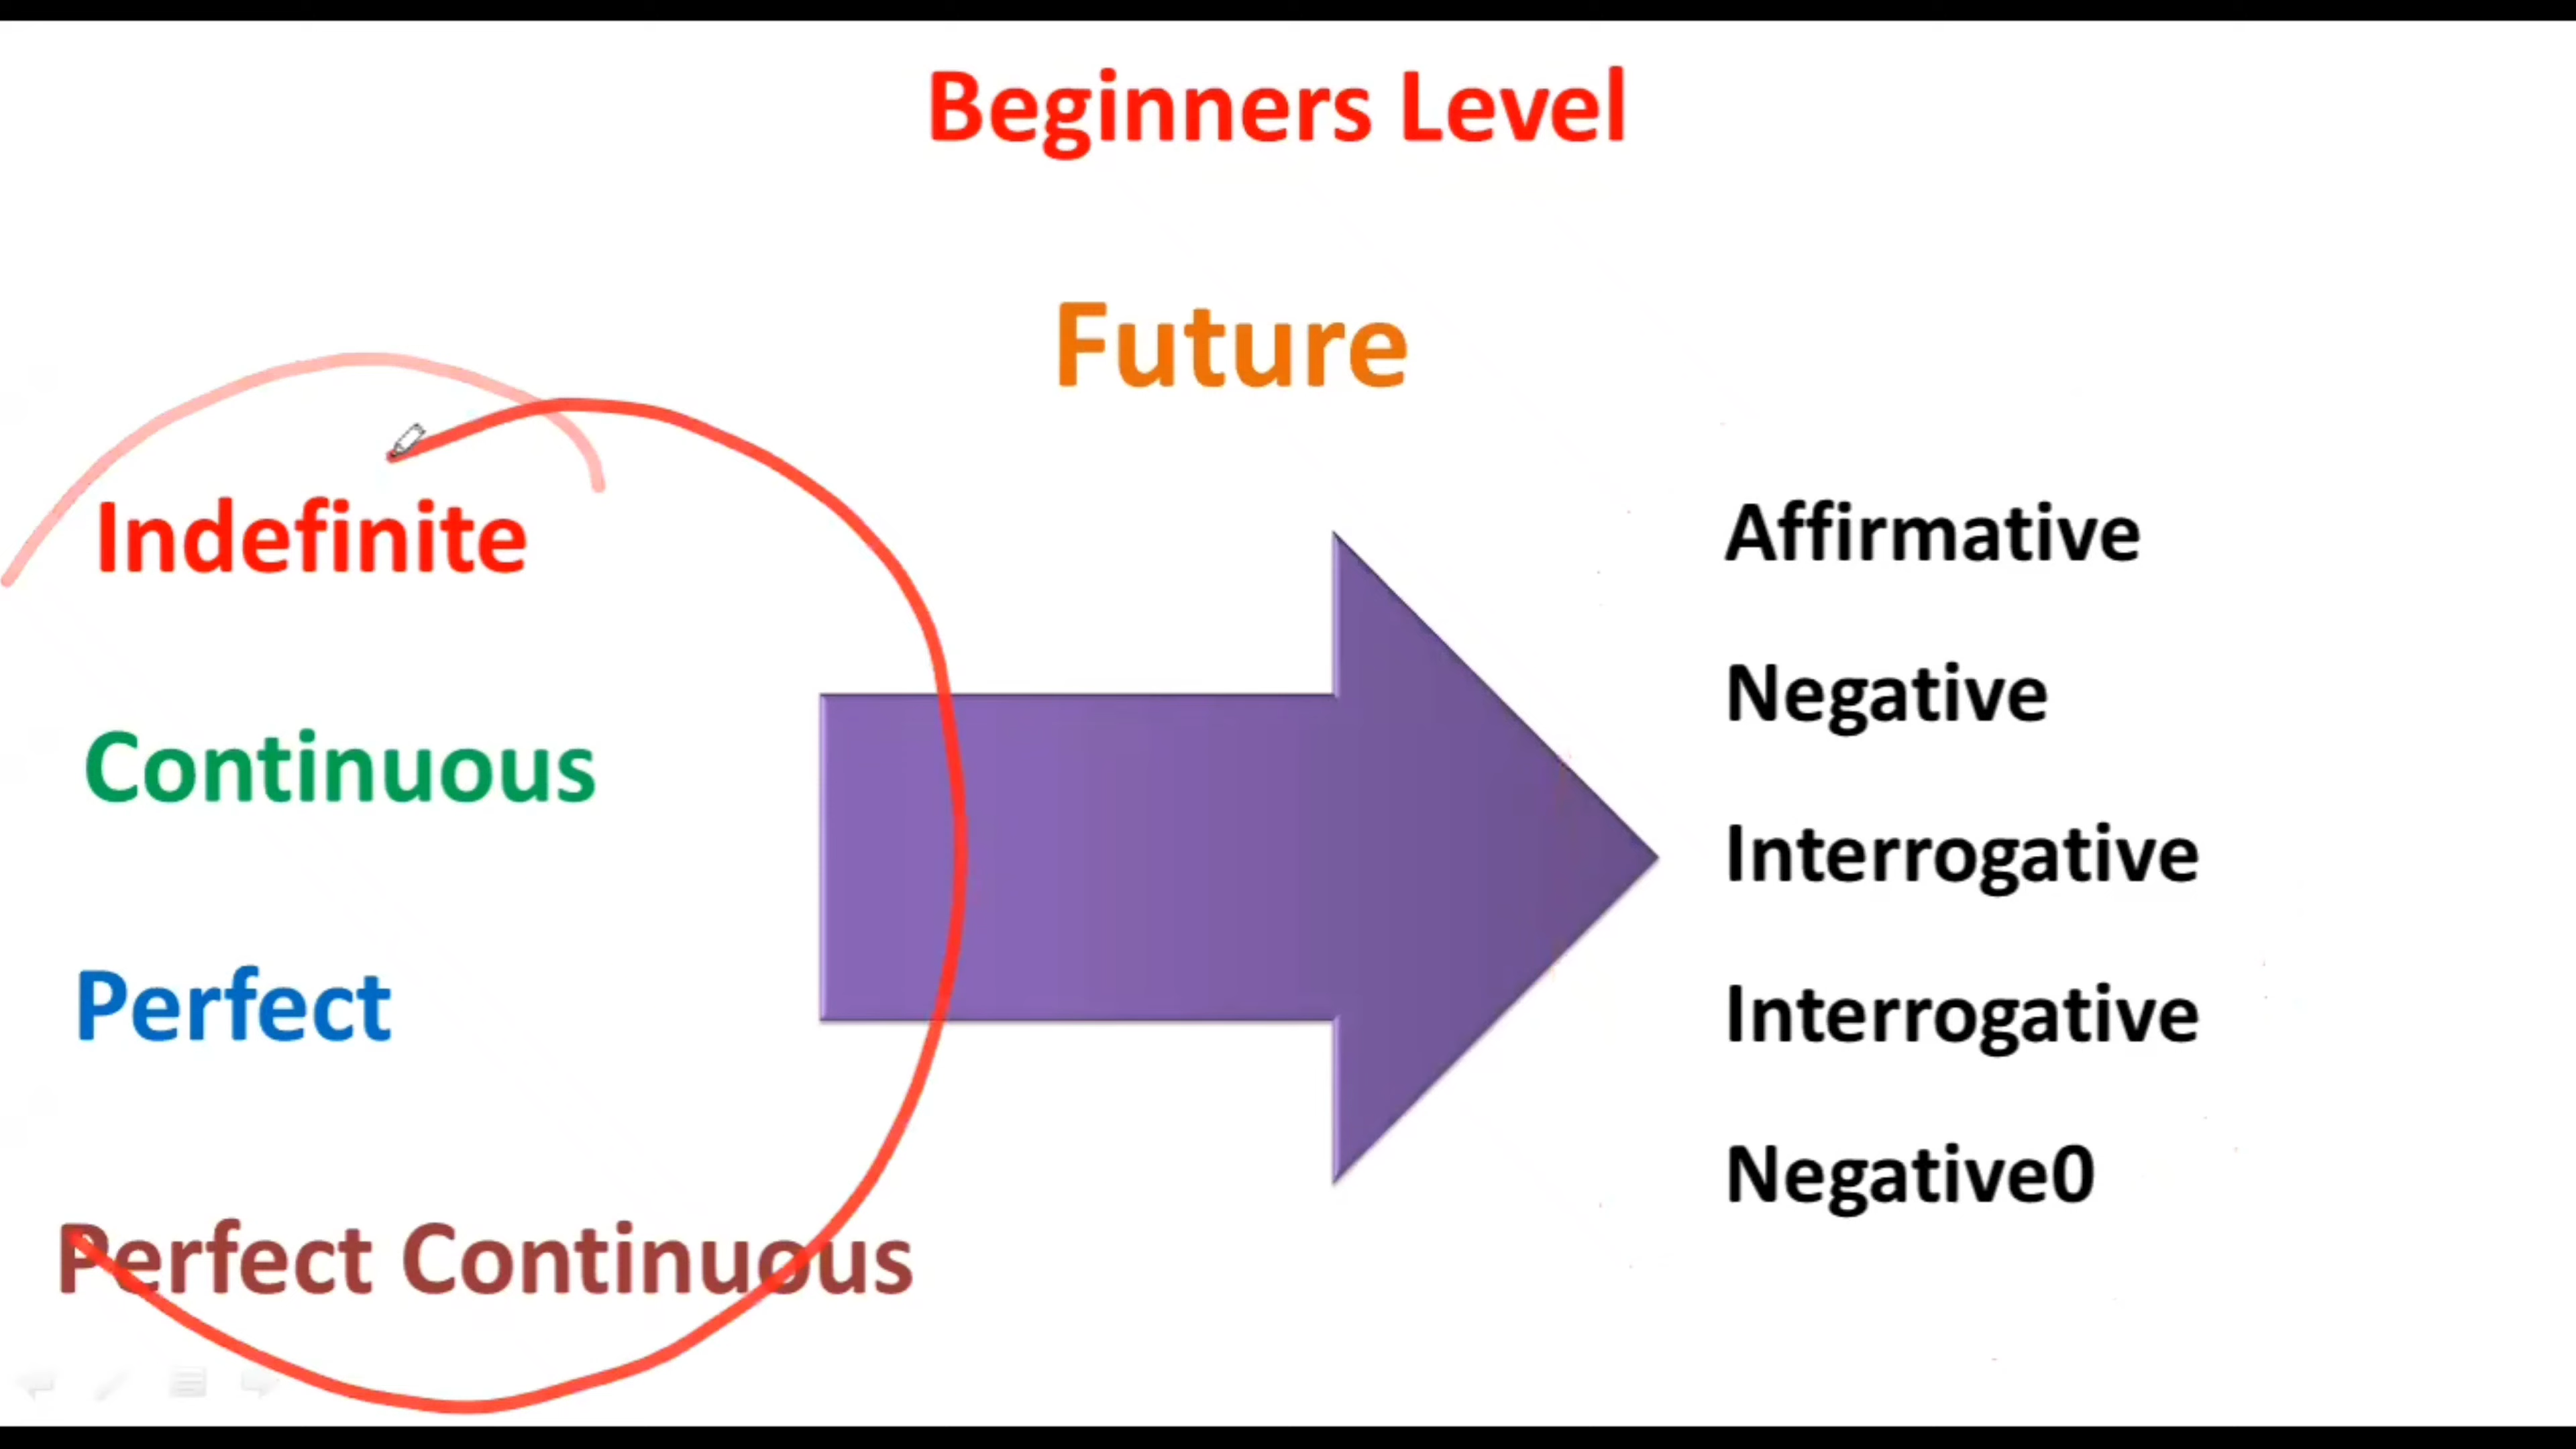 Beginners Level
Future
Indefinite
Continuous
Perfect
Perfect Continuous
Affirmative
Negative
Interrogative
Interrogative
Negative0